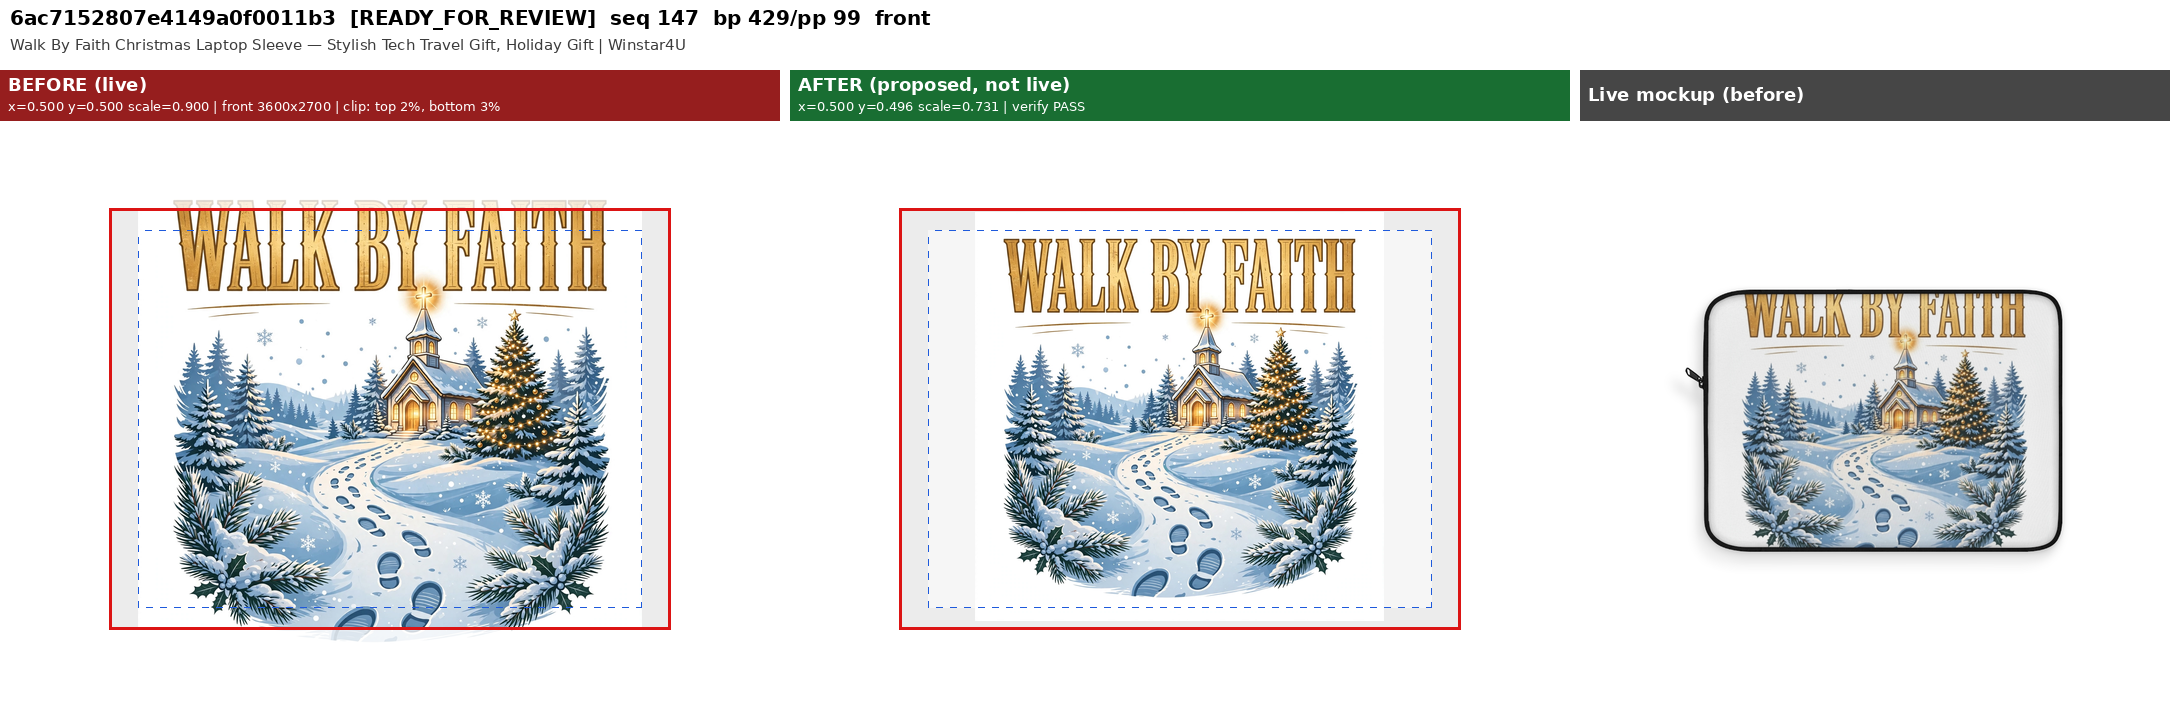 6ac7152807e4149a0f0011b3  [READY_FOR_REVIEW]  seq 147  bp 429/pp 99  front
Walk By Faith Christmas Laptop Sleeve — Stylish Tech Travel Gift, Holiday Gift | Winstar4U
BEFORE (live)
x=0.500 y=0.500 scale=0.900 | front 3600x2700 | clip: top 2%, bottom 3%
AFTER (proposed, not live)
x=0.500 y=0.496 scale=0.731 | verify PASS
Live mockup (before)
WALK BY FAITH
WALK BY FAITH
WALK BY FAITH